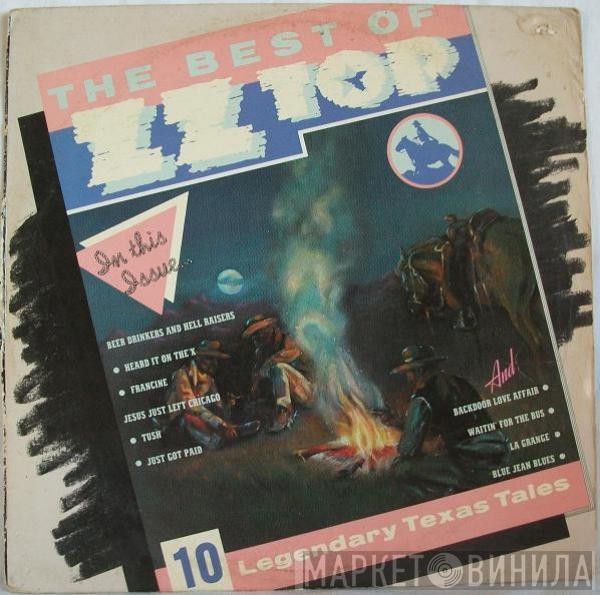 THE BEST OF
ZZ TOP
In this
Issue...
BEER DRINKERS AND HELL RAISERS
• HEARD IT ON THE X
• FRANCINE
JESUS JUST LEFT CHICAGO
• TUSH
• JUST GOT PAID
And:
BACKDOOR LOVE AFFAIR •
WAITIN' FOR THE BUS •
LA GRANGE •
BLUE JEAN BLUES •
10 Legendary Texas Tales
МАРКЕТ ВИНИЛА